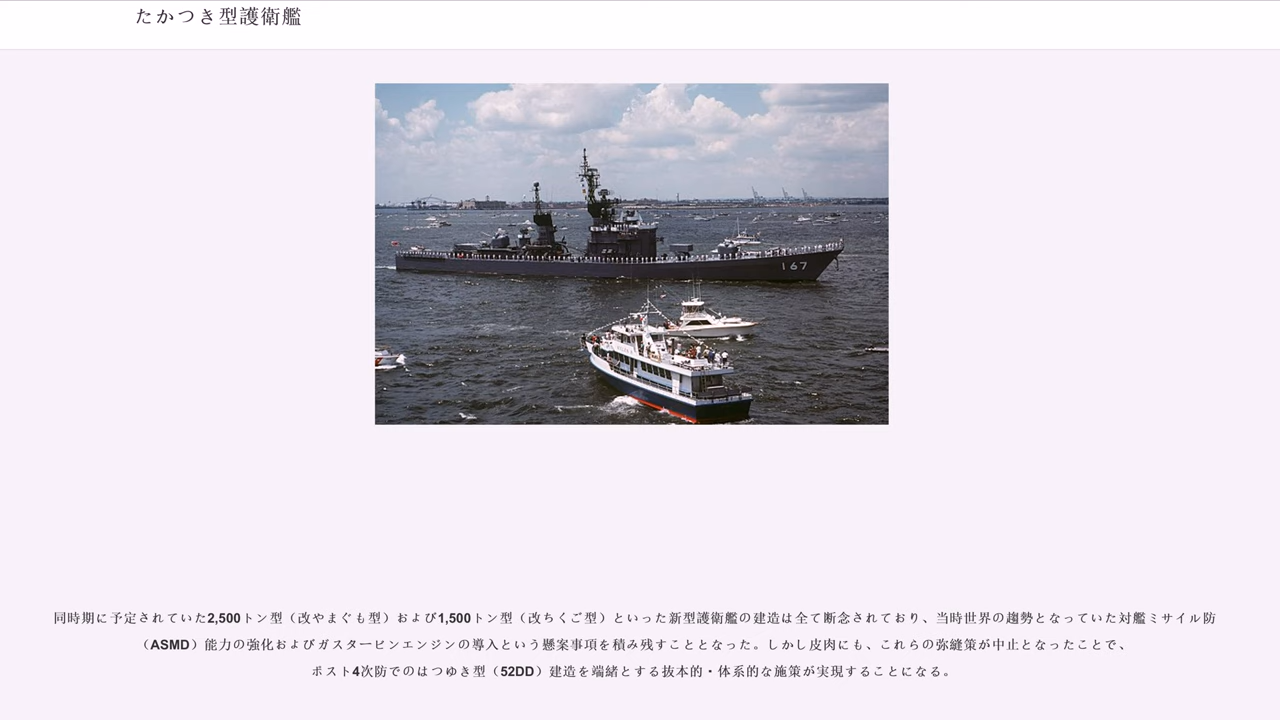 たかつき型護衛艦
167
同時期に予定されていた2,500トン型（改やまぐも型）および1,500トン型（改ちくご型）といった新型護衛艦の建造は全て断念されており、当時世界の趨勢となっていた対艦ミサイル防
（ASMD）能力の強化およびガスタービンエンジンの導入という懸案事項を積み残すこととなった。しかし皮肉にも、これらの弥縫策が中止となったことで、
ポスト4次防でのはつゆき型（52DD）建造を端緒とする抜本的・体系的な施策が実現することになる。